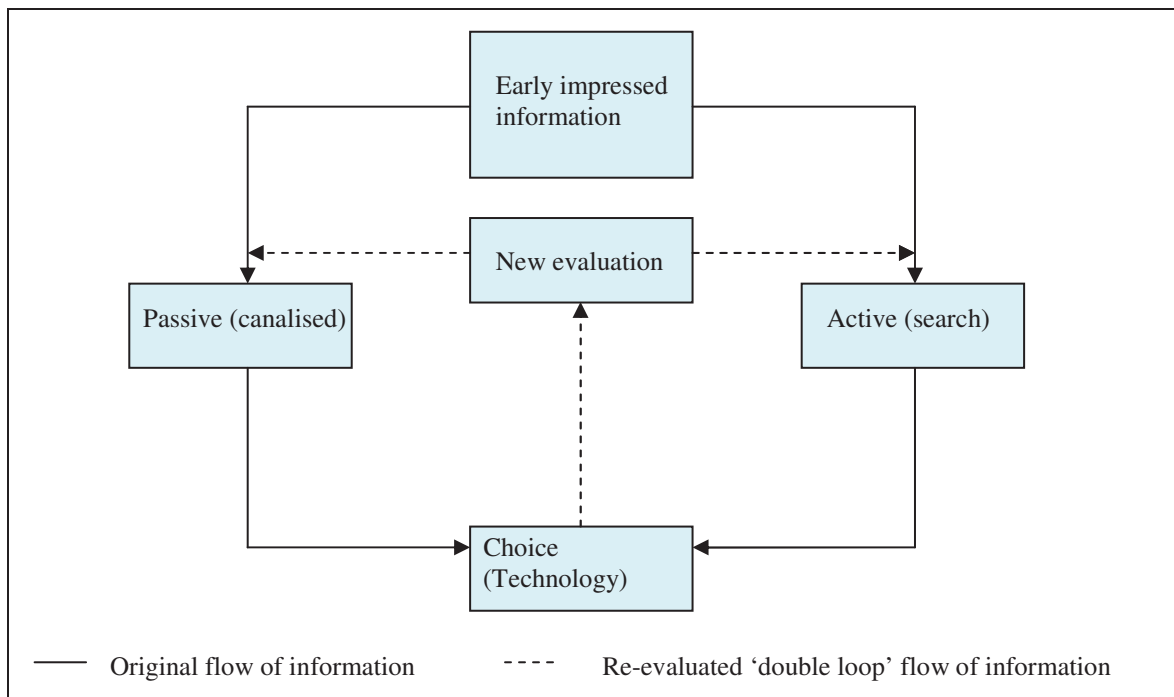 Early impressed
information
New evaluation
Passive (canalised)
Active (search)
Choice
(Technology)
Original flow of information
Re-evaluated ‘double loop’ flow of information